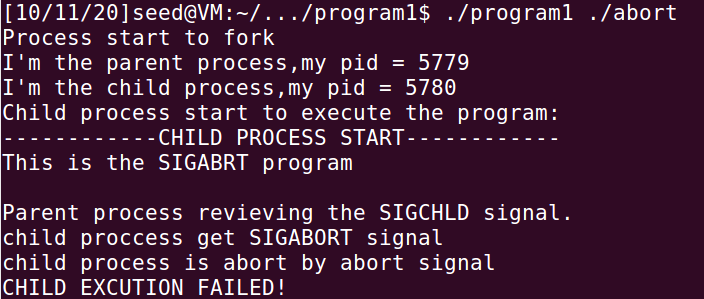 [10/11/20]seed@VM:~/.../program1$ ./program1 ./abort
Process start to fork
I'm the parent process,my pid = 5779
I'm the child process,my pid = 5780
Child process start to execute the program:
------------CHILD PROCESS START------------
This is the SIGABRT program

Parent process revieving the SIGCHLD signal.
child proccess get SIGABORT signal
child process is abort by abort signal
CHILD EXCUTION FAILED!